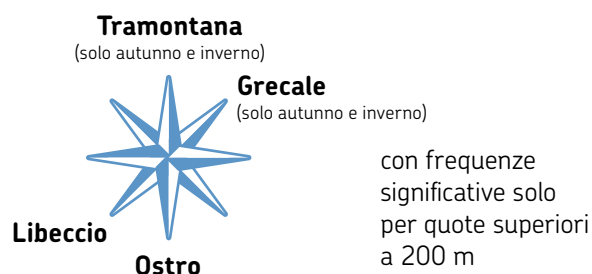 Tramontana
(solo autunno e inverno)
Grecale
(solo autunno e inverno)
con frequenze
significative solo
per quote superiori
a 200 m
Libeccio
Ostro